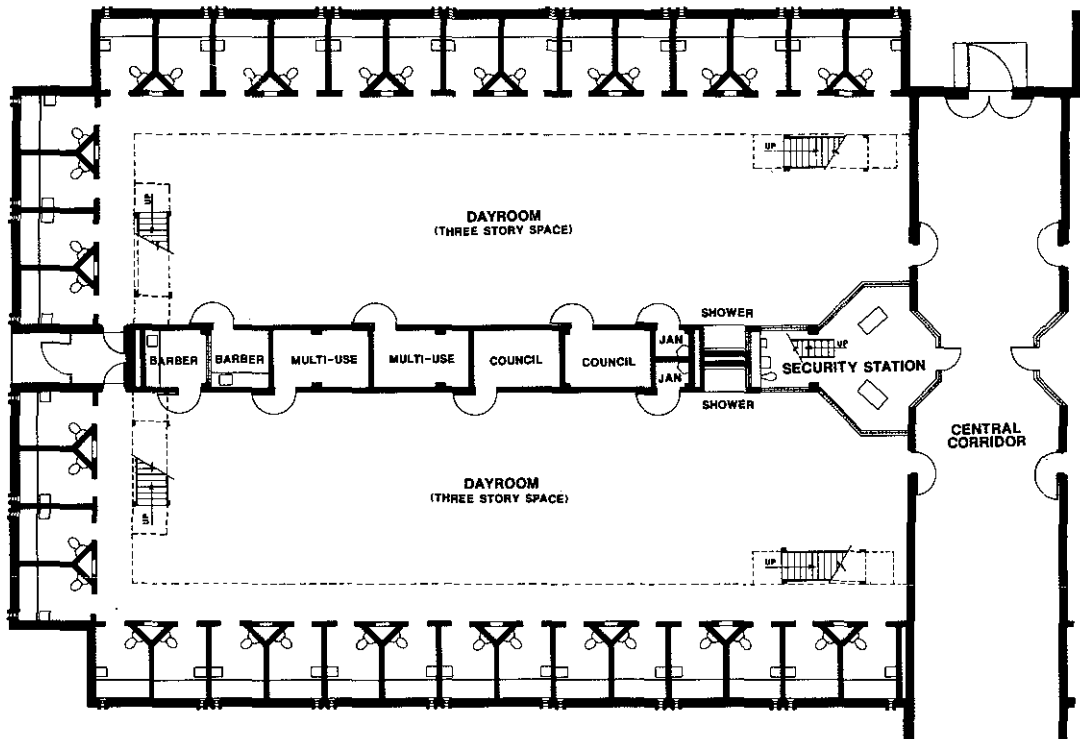 UP
UP
DAYROOM
(THREE STORY SPACE)
SHOWER
BARBER
BARBER
MULTI-USE
MULTI-USE
COUNCIL
COUNCIL
JAN
JAN
UP
SECURITY STATION
SHOWER
CENTRAL
CORRIDOR
DAYROOM
(THREE STORY SPACE)
UP
UP